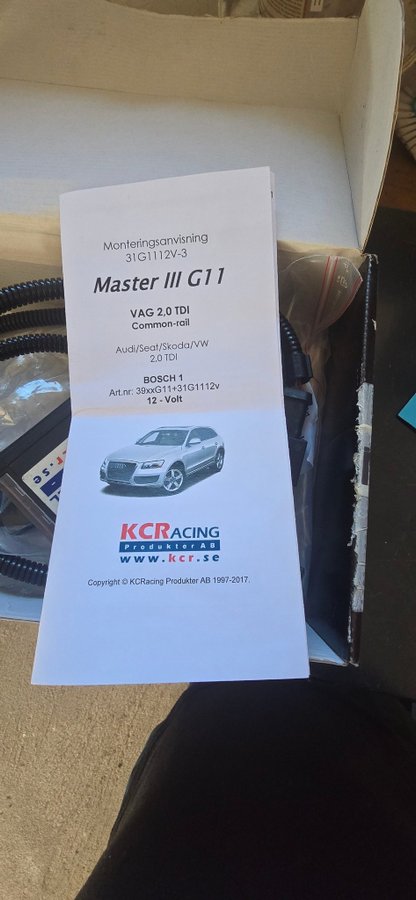 Monteringsanvisning
31G1112V-3
Master III G11
VAG 2,0 TDI
Common-rail
Audi/Seat/Skoda/VW
2,0 TDI
BOSCH 1
Art.nr: 39xxG11+31G1112v
12 - Volt
KCRACING
Produkter AB
www.kcr.se
Copyright © KCRacing Produkter AB 1997-2017.